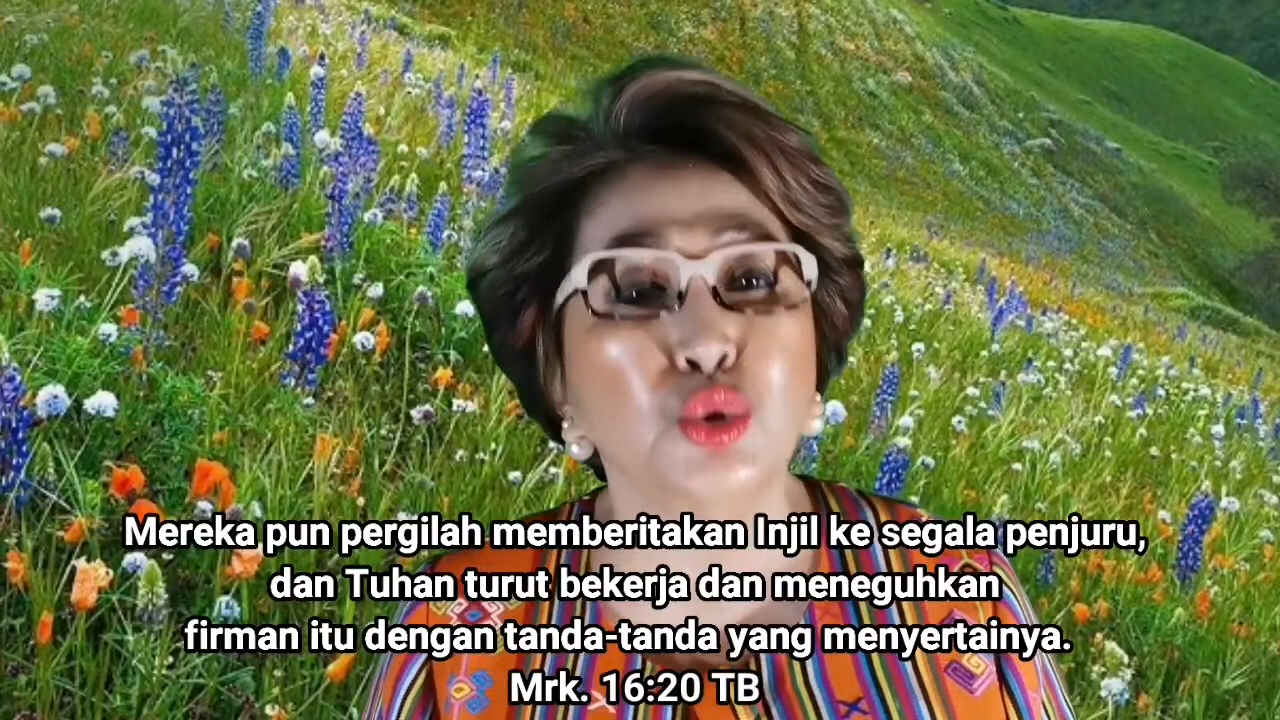 Mereka pun pergilah memberitakan Injil ke segala penjuru,
dan Tuhan turut bekerja dan meneguhkan
firman itu dengan tanda-tanda yang menyertainya.
Mrk. 16:20 TB